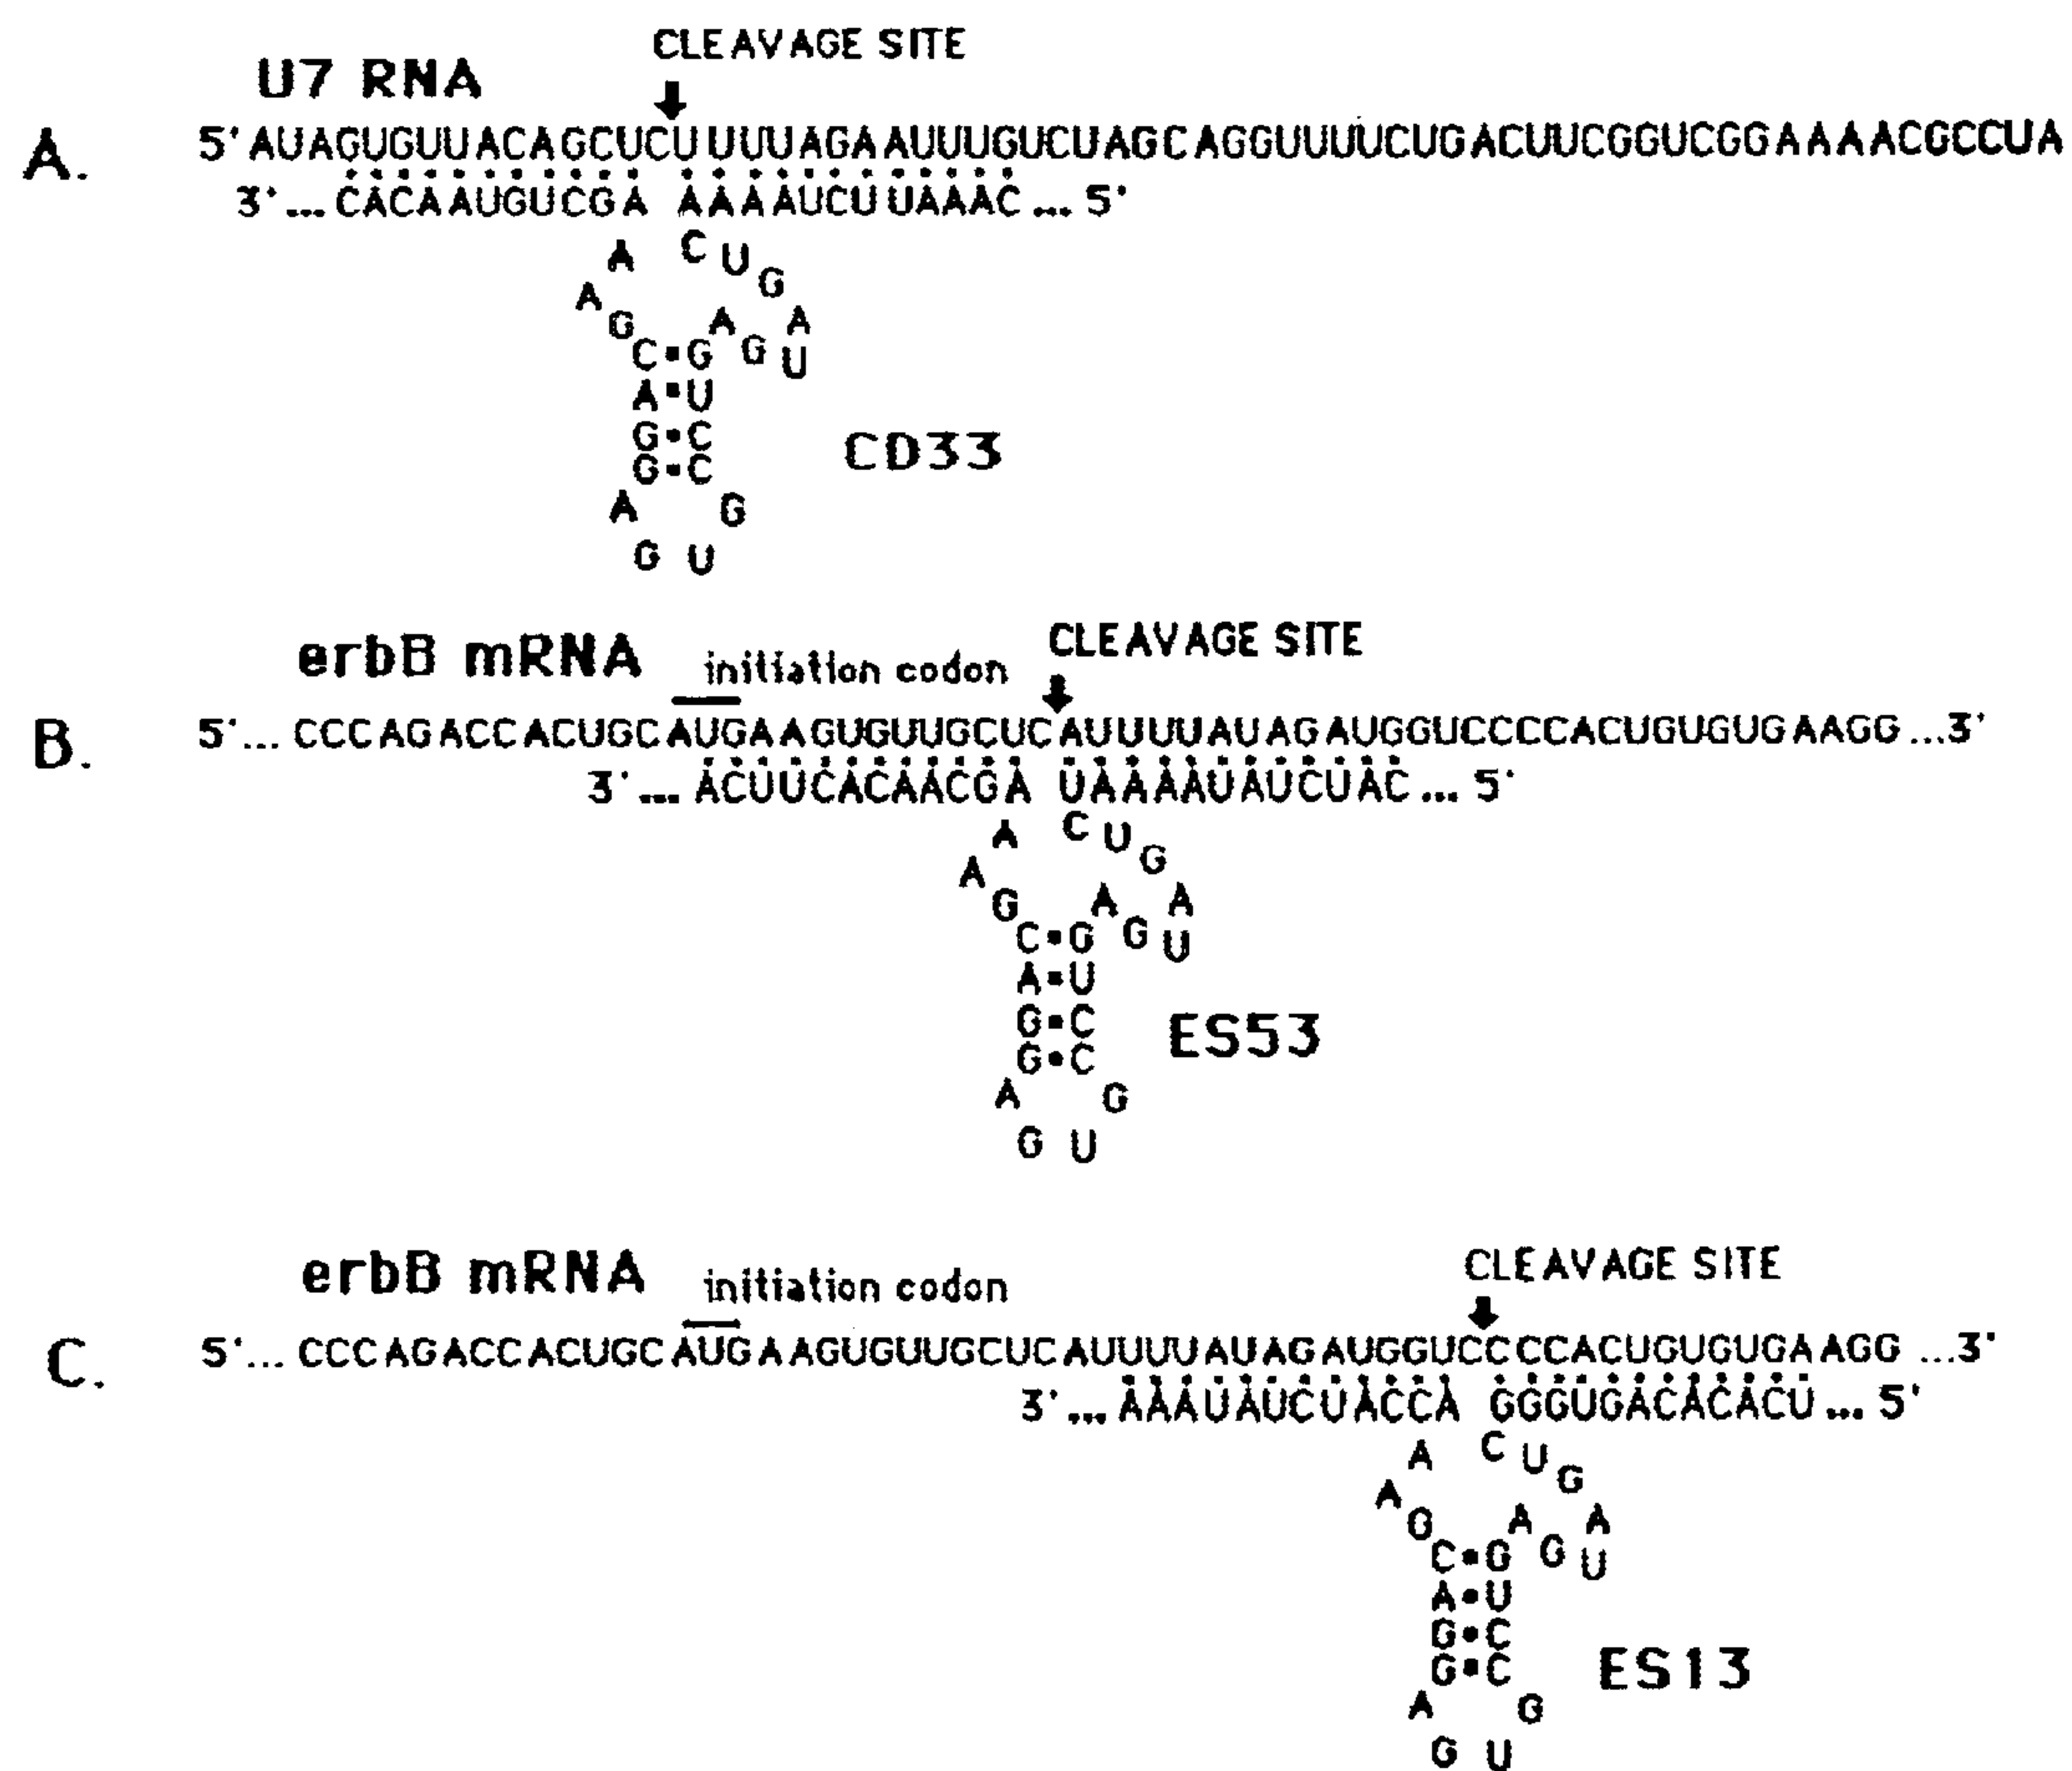 CLEAVAGE SITE
U7 RNA
A.
5'AUAGUGUUACAGCUCUUUUAGAAUUUGUCUAGCAGGUUUUCUGACUUCGGUCGGAAAACGCCUA
3'... CACAAUGUCGA AAAAUCUUAAAC ... 5'
A C U G
A
G A G A U
C G
A U
G C
G C
A G
G U
CD33
erbB mRNA
initiation codon
CLEAVAGE SITE
B.
5'... CCCAGACCACUGCAUGAAGUGUUGCUCAUUUUAUAGAUGGUCCCCACUGUGUGAAGG ...3'
3'... ACUUCACAACGA UAAAAUAUCUAC ... 5'
A C U G
A
G A G A U
C G
A U
G C
G C
A G
G U
ES53
erbB mRNA
initiation codon
CLEAVAGE SITE
C.
5'... CCCAGACCACUGCAUGAAGUGUUGCUCAUUUUAUAGAUGGUCCCCACUGUGUGAAGG ...3'
3'... AAAUAUCUACCA GGGUGACACACU ... 5'
A C U G
A
G A G A U
C G
A U
G C
G C
A G
G U
ES13